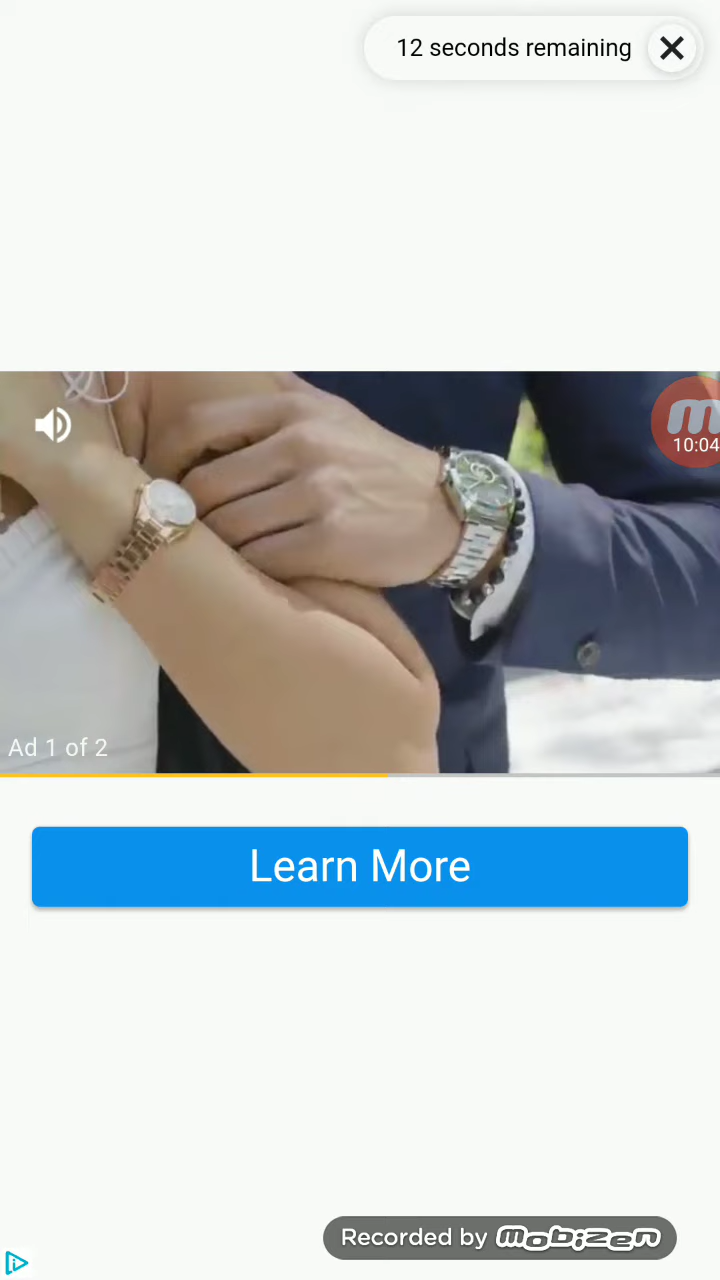 12 seconds remaining
10:04
Ad 1 of 2
Learn More
Recorded by mobizen